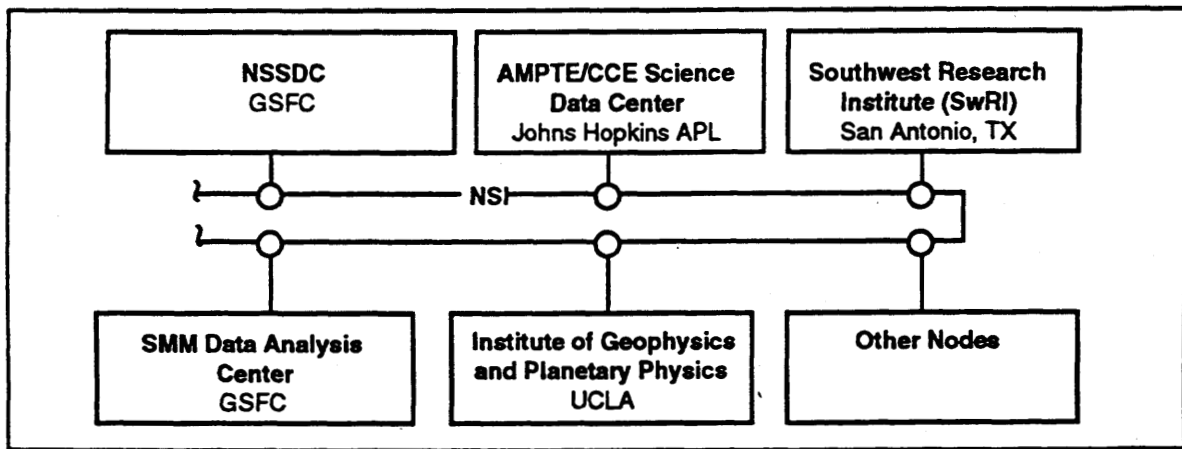 NSSDC
GSFC
AMPTE/CCE Science
Data Center
Johns Hopkins APL
Southwest Research
Institute (SwRI)
San Antonio, TX
NSI
SMM Data Analysis
Center
GSFC
Institute of Geophysics
and Planetary Physics
UCLA
Other Nodes